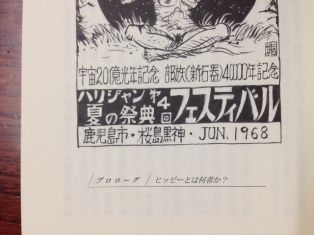 宇宙20億光年記念 部族(新石器)40000年記念
ハリジャン 第4回 フェスティバル
夏の祭典
鹿児島市・桜島黒神・JUN.1968
プロローグ ヒッピーとは何者か?